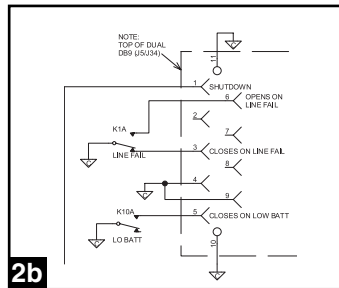 NOTE:
TOP OF DUAL
DB9 (J5/J34)
11
C
1
SHUTDOWN
6
OPENS ON
LINE FAIL
K1A
2
7
C
LINE FAIL
3
CLOSES ON LINE FAIL
8
4
C
9
K10A
5
CLOSES ON LOW BATT
C
LO BATT
10
C
2b